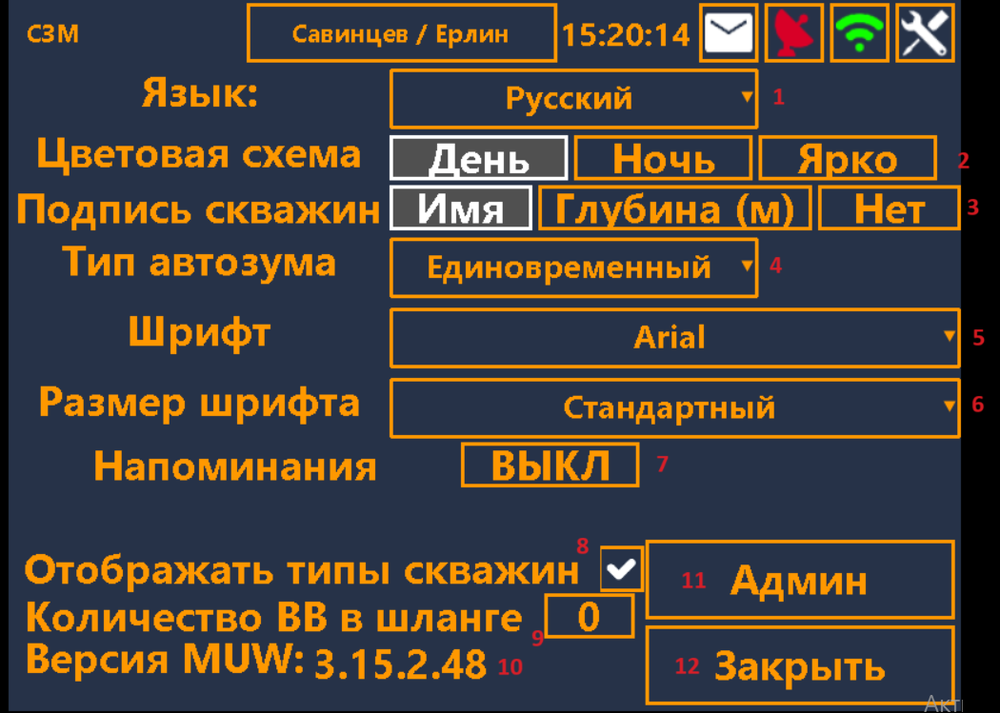 СЗМ Савинцев / Ерлин 15:20:14
Язык: Русский 1
Цветовая схема День Ночь Ярко 2
Подпись скважин Имя Глубина (м) Нет 3
Тип автозума Единовременный 4
Шрифт Arial 5
Размер шрифта Стандартный 6
Напоминания ВЫКЛ 7
Отображать типы скважин 8
Количество ВВ в шланге 9 0
Версия MUW: 3.15.2.48 10
11 Админ
12 Закрыть